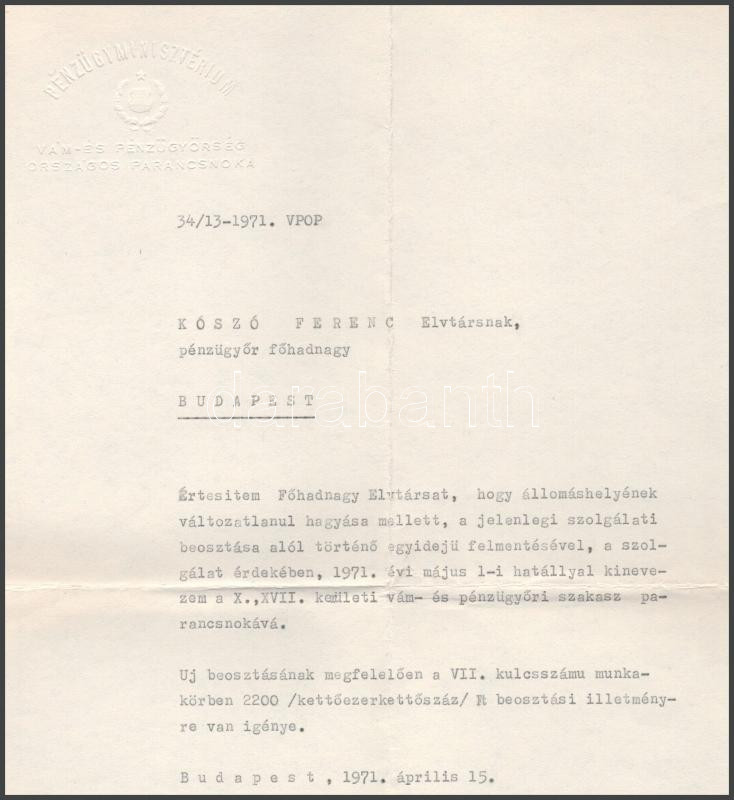 PÉNZÜGYMINISZTÉRIUM
VÁM- ÉS PÉNZÜGYŐRSÉG
ORSZÁGOS PARANCSNOKA
34/13-1971. VPOP
KÓSZÓ FERENC Elvtársnak,
pénzügyőr főhadnagy
BUDAPEST
darabanth
Értesitem Főhadnagy Elvtársat, hogy állomáshelyének
változatlanul hagyása mellett, a jelenlegi szolgálati
beosztása alól történő egyidejü felmentésével, a szol-
gálat érdekében, 1971. évi május 1-i hatállyal kineve-
zem a X.,XVII. kerületi vám- és pénzügyőri szakasz pa-
rancsnokává.
Uj beosztásának megfelelően a VII. kulcsszámu munka-
körben 2200 /kettőezerkettőszáz/ Ft beosztási illetmény-
re van igénye.
Budapest, 1971. április 15.